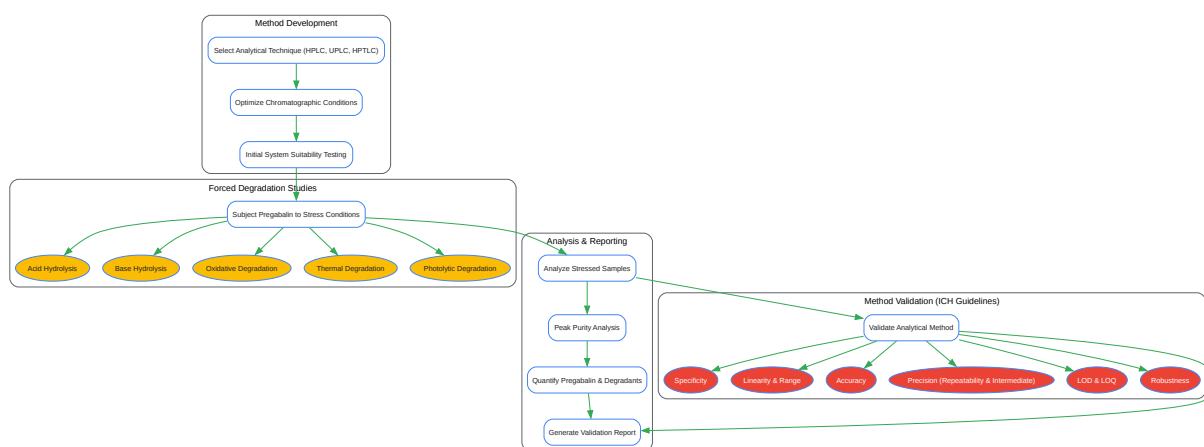 Method Development
Select Analytical Technique (HPLC, UPLC, HPTLC)
Optimize Chromatographic Conditions
Initial System Suitability Testing
Forced Degradation Studies
Subject Pregabalin to Stress Conditions
Acid Hydrolysis
Base Hydrolysis
Oxidative Degradation
Thermal Degradation
Photolytic Degradation
Analysis & Reporting
Analyze Stressed Samples
Peak Purity Analysis
Quantify Pregabalin & Degradants
Generate Validation Report
Method Validation (ICH Guidelines)
Validate Analytical Method
Specificity
Linearity & Range
Accuracy
Precision (Repeatability & Intermediate)
LOD & LOQ
Robustness